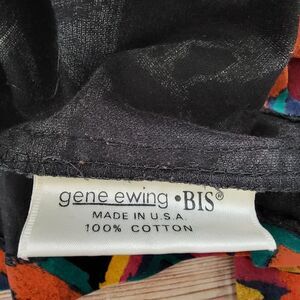 gene ewing • BIS®
MADE IN U.S.A.
100% COTTON